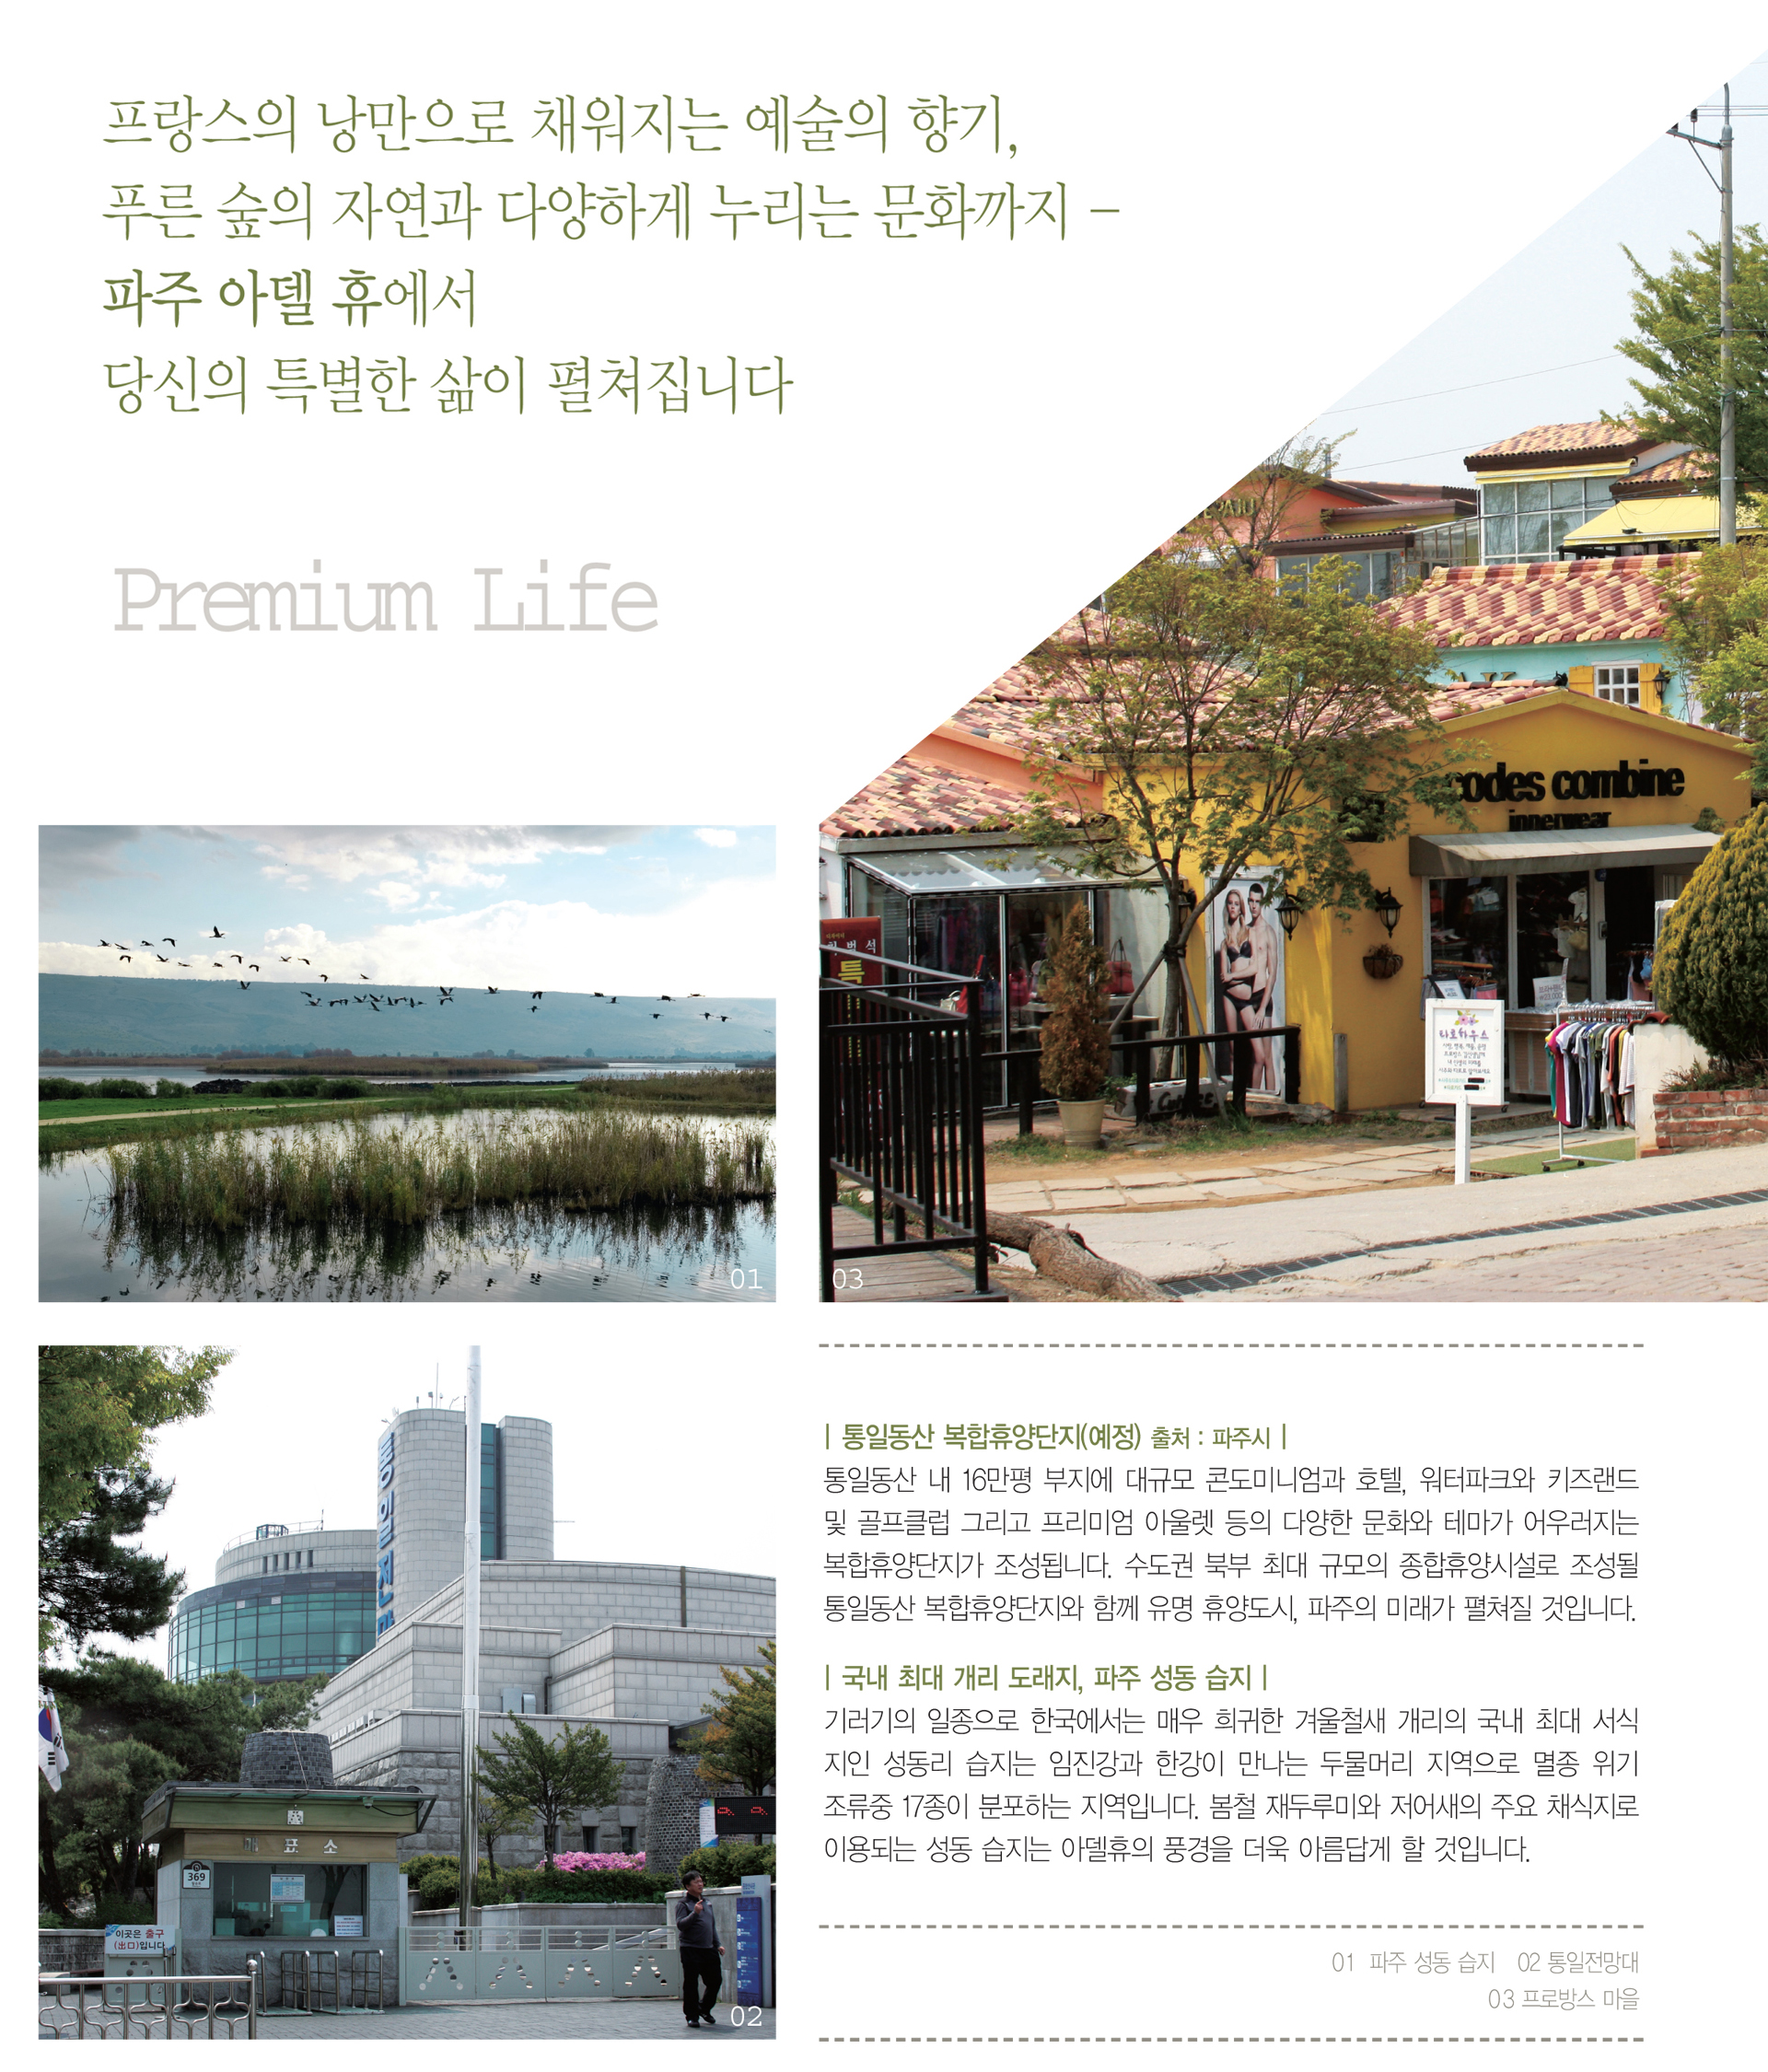 프랑스의 낭만으로 채워지는 예술의 향기,
푸른 숲의 자연과 다양하게 누리는 문화까지 –
파주 아델 휴에서
당신의 특별한 삶이 펼쳐집니다
Premium Life
codes combine
innerwear
특
타로하우스
01
03
통일전망
매표소
369
이곳은 출구
(出口)입니다
02
| 통일동산 복합휴양단지(예정) 출처 : 파주시 |
통일동산 내 16만평 부지에 대규모 콘도미니엄과 호텔, 워터파크와 키즈랜드
및 골프클럽 그리고 프리미엄 아울렛 등의 다양한 문화와 테마가 어우러지는
복합휴양단지가 조성됩니다. 수도권 북부 최대 규모의 종합휴양시설로 조성될
통일동산 복합휴양단지와 함께 유명 휴양도시, 파주의 미래가 펼쳐질 것입니다.
| 국내 최대 개리 도래지, 파주 성동 습지 |
기러기의 일종으로 한국에서는 매우 희귀한 겨울철새 개리의 국내 최대 서식
지인 성동리 습지는 임진강과 한강이 만나는 두물머리 지역으로 멸종 위기
조류중 17종이 분포하는 지역입니다. 봄철 재두루미와 저어새의 주요 채식지로
이용되는 성동 습지는 아델휴의 풍경을 더욱 아름답게 할 것입니다.
01 파주 성동 습지 02 통일전망대
03 프로방스 마을